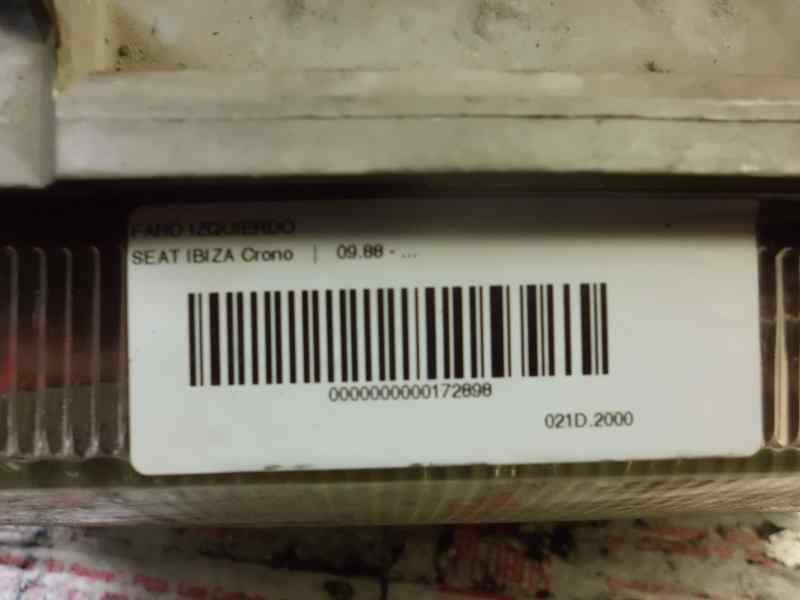 FARO IZQUIERDO
SEAT IBIZA Crono | 09.88 - ...
0000000000172898
021D.2000